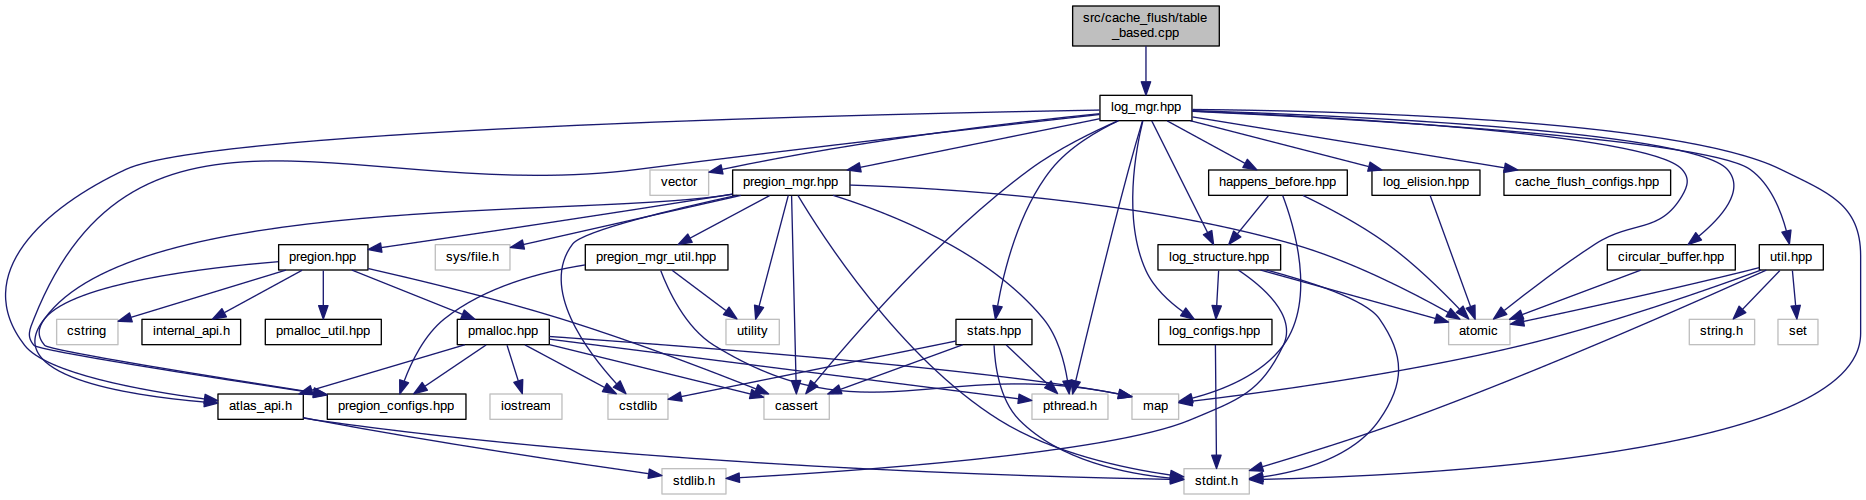 src/cache_flush/table
_based.cpp
log_mgr.hpp
vector
pregion_mgr.hpp
happens_before.hpp
log_elision.hpp
cache_flush_configs.hpp
pregion.hpp
sys/file.h
pregion_mgr_util.hpp
log_structure.hpp
circular_buffer.hpp
util.hpp
cstring
internal_api.h
pmalloc_util.hpp
pmalloc.hpp
utility
stats.hpp
log_configs.hpp
atomic
string.h
set
atlas_api.h
pregion_configs.hpp
iostream
cstdlib
cassert
pthread.h
map
stdlib.h
stdint.h